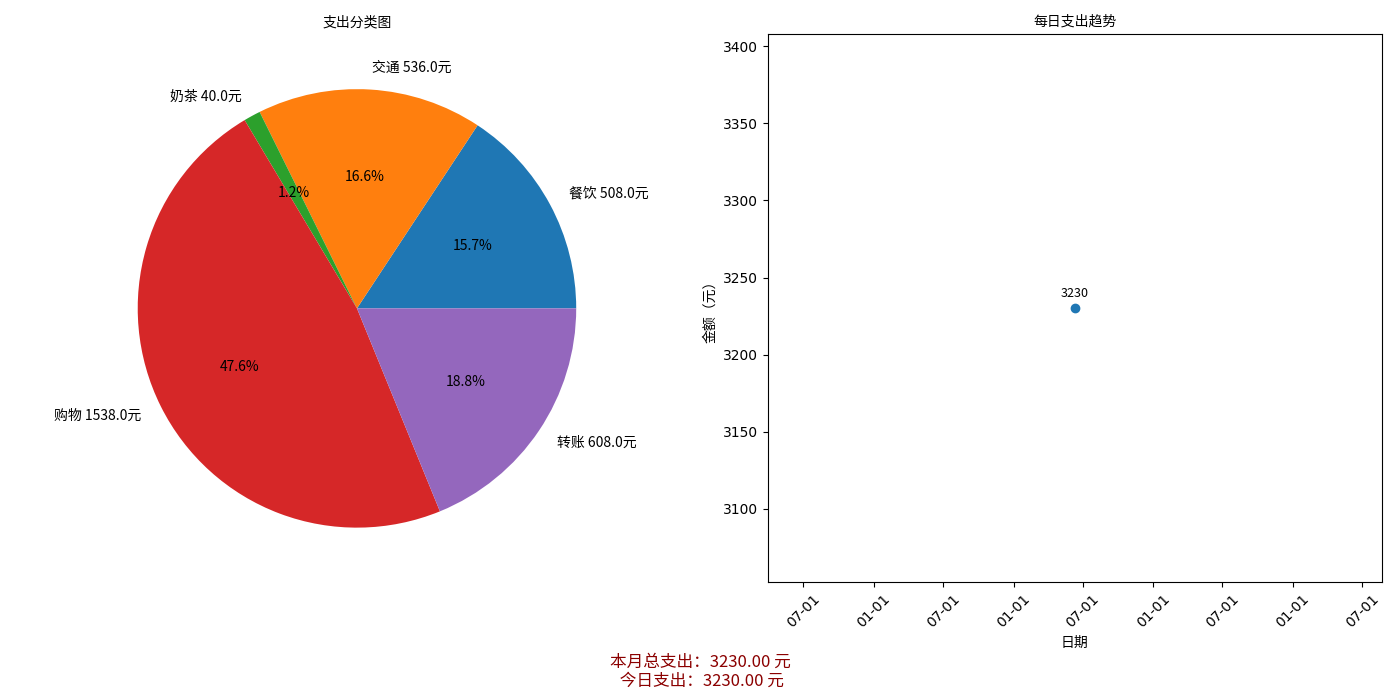 支出分类图
交通 536.0元
奶茶 40.0元
16.6%
1.2%
餐饮 508.0元
15.7%
47.6%
18.8%
购物 1538.0元
转账 608.0元
每日支出趋势
3400
3350
3300
3250
3200
3150
3100
金额（元）
3230
07-01
01-01
07-01
01-01
07-01
01-01
07-01
01-01
07-01
日期
本月总支出：3230.00 元
今日支出：3230.00 元